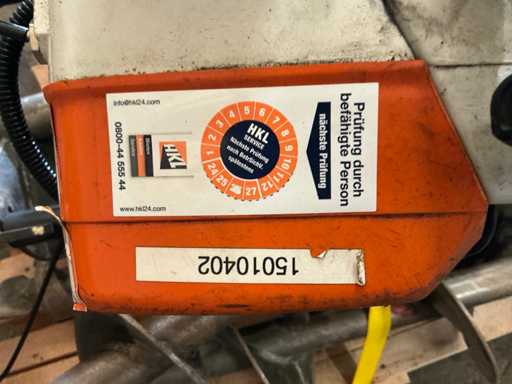 Prüfung durch
befähigte Person
nächste Prüfung
HKL
SERVICE
Nächste Prüfung
nach BetrSichV.
spätestens
1 2 3 4 5 6 7 8 9 10 11 12
24 25 27
HKL
info@hkl24.com
0800-44 555 44
www.hkl24.com
15010402